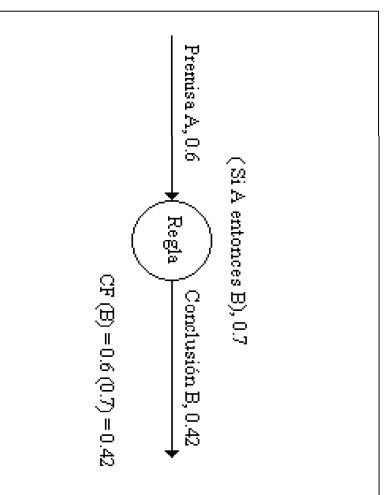 (Si A entonces B), 0.7
Premisa A, 0.6
Regla
Conclusión B, 0.42
CF (B) = 0.6 (0.7) = 0.42